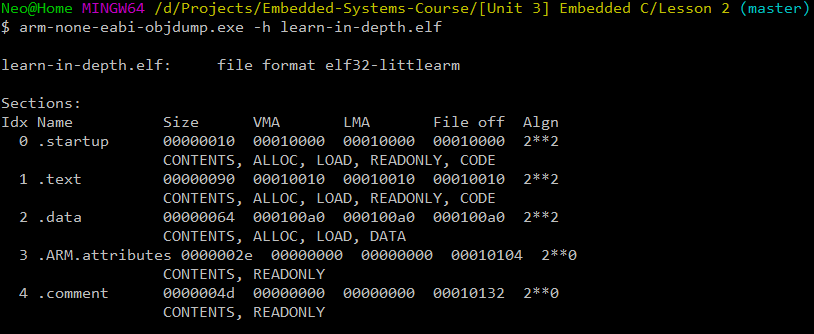 Neo@Home MINGW64 /d/Projects/Embedded-Systems-Course/[Unit 3] Embedded C/Lesson 2 (master)
$ arm-none-eabi-objdump.exe -h learn-in-depth.elf

learn-in-depth.elf:     file format elf32-littlearm

Sections:
Idx Name          Size      VMA       LMA       File off  Algn
  0 .startup      00000010  00010000  00010000  00010000  2**2
                  CONTENTS, ALLOC, LOAD, READONLY, CODE
  1 .text         00000090  00010010  00010010  00010010  2**2
                  CONTENTS, ALLOC, LOAD, READONLY, CODE
  2 .data         00000064  000100a0  000100a0  000100a0  2**2
                  CONTENTS, ALLOC, LOAD, DATA
  3 .ARM.attributes 0000002e  00000000  00000000  00010104  2**0
                  CONTENTS, READONLY
  4 .comment      0000004d  00000000  00000000  00010132  2**0
                  CONTENTS, READONLY